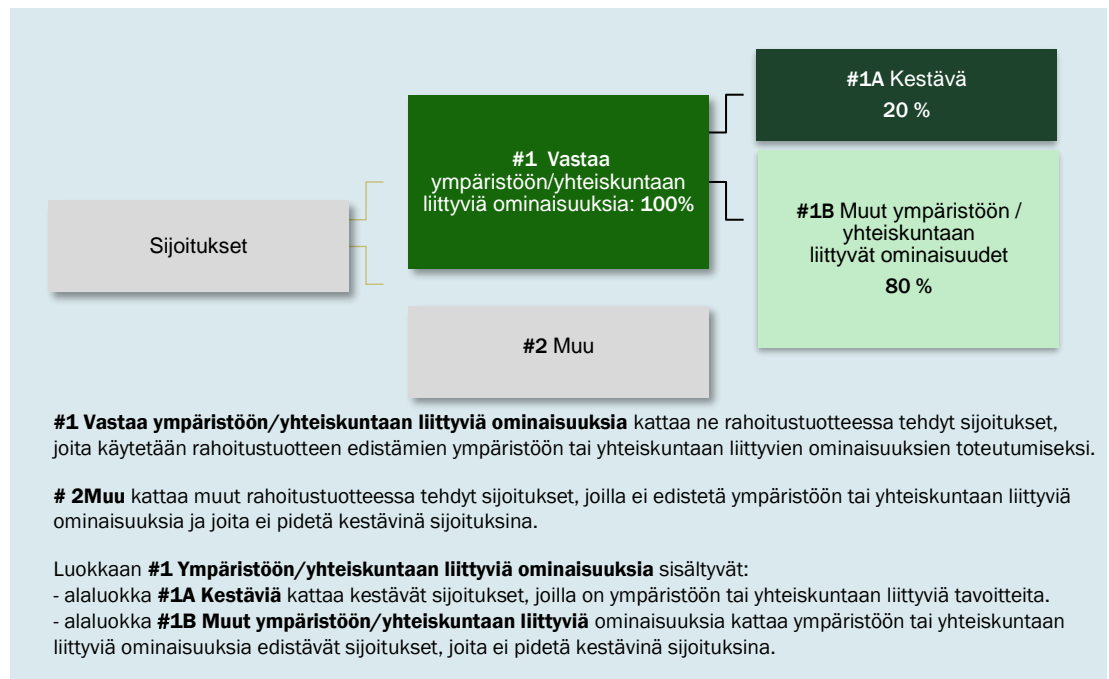 #1A Kestävä
20 %
#1 Vastaa
ympäristöön/yhteiskuntaan
liittyviä ominaisuuksia: 100%
#1B Muut ympäristöön /
yhteiskuntaan
liittyvät ominaisuudet
80 %
Sijoitukset
#2 Muu
#1 Vastaa ympäristöön/yhteiskuntaan liittyviä ominaisuuksia kattaa ne rahoitustuotteessa tehdyt sijoitukset,
joita käytetään rahoitustuotteen edistämien ympäristöön tai yhteiskuntaan liittyvien ominaisuuksien toteutumiseksi.
# 2Muu kattaa muut rahoitustuotteessa tehdyt sijoitukset, joilla ei edistetä ympäristöön tai yhteiskuntaan liittyviä
ominaisuuksia ja joita ei pidetä kestävinä sijoituksina.
Luokkaan #1 Ympäristöön/yhteiskuntaan liittyviä ominaisuuksia sisältyvät:
- alaluokka #1A Kestäviä kattaa kestävät sijoitukset, joilla on ympäristöön tai yhteiskuntaan liittyviä tavoitteita.
- alaluokka #1B Muut ympäristöön/yhteiskuntaan liittyviä ominaisuuksia kattaa ympäristöön tai yhteiskuntaan
liittyviä ominaisuuksia edistävät sijoitukset, joita ei pidetä kestävinä sijoituksina.